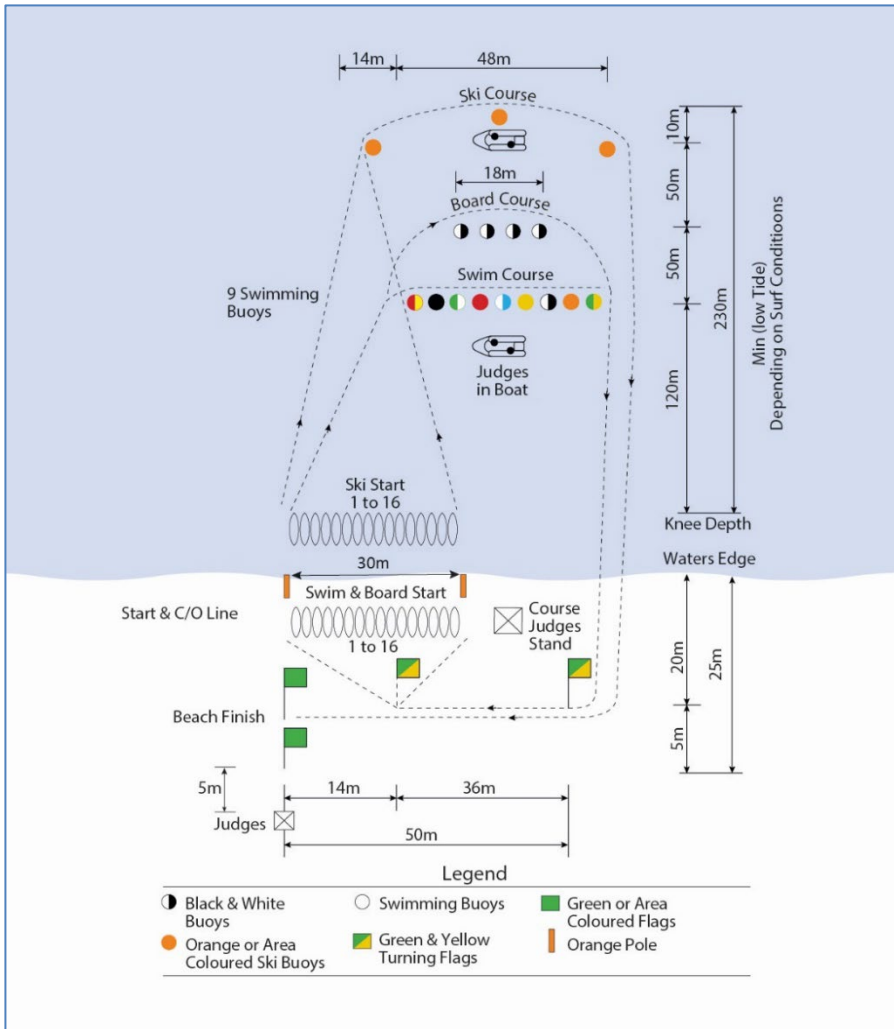 14m
48m
Ski Course
10m
50m
18m
Board Course
50m
Swim Course
9 Swimming
Buoys
230m
Min (low Tide)
Depending on Surf Conditioons
120m
Judges
in Boat
Ski Start
1 to 16
Knee Depth
Waters Edge
30m
Swim & Board Start
Start & C/O Line
Course
Judges
Stand
1 to 16
20m
25m
Beach Finish
5m
5m
14m
36m
Judges
50m
Legend
Black & White
Buoys
Swimming Buoys
Green or Area
Coloured Flags
Orange or Area
Coloured Ski Buoys
Green & Yellow
Turning Flags
Orange Pole